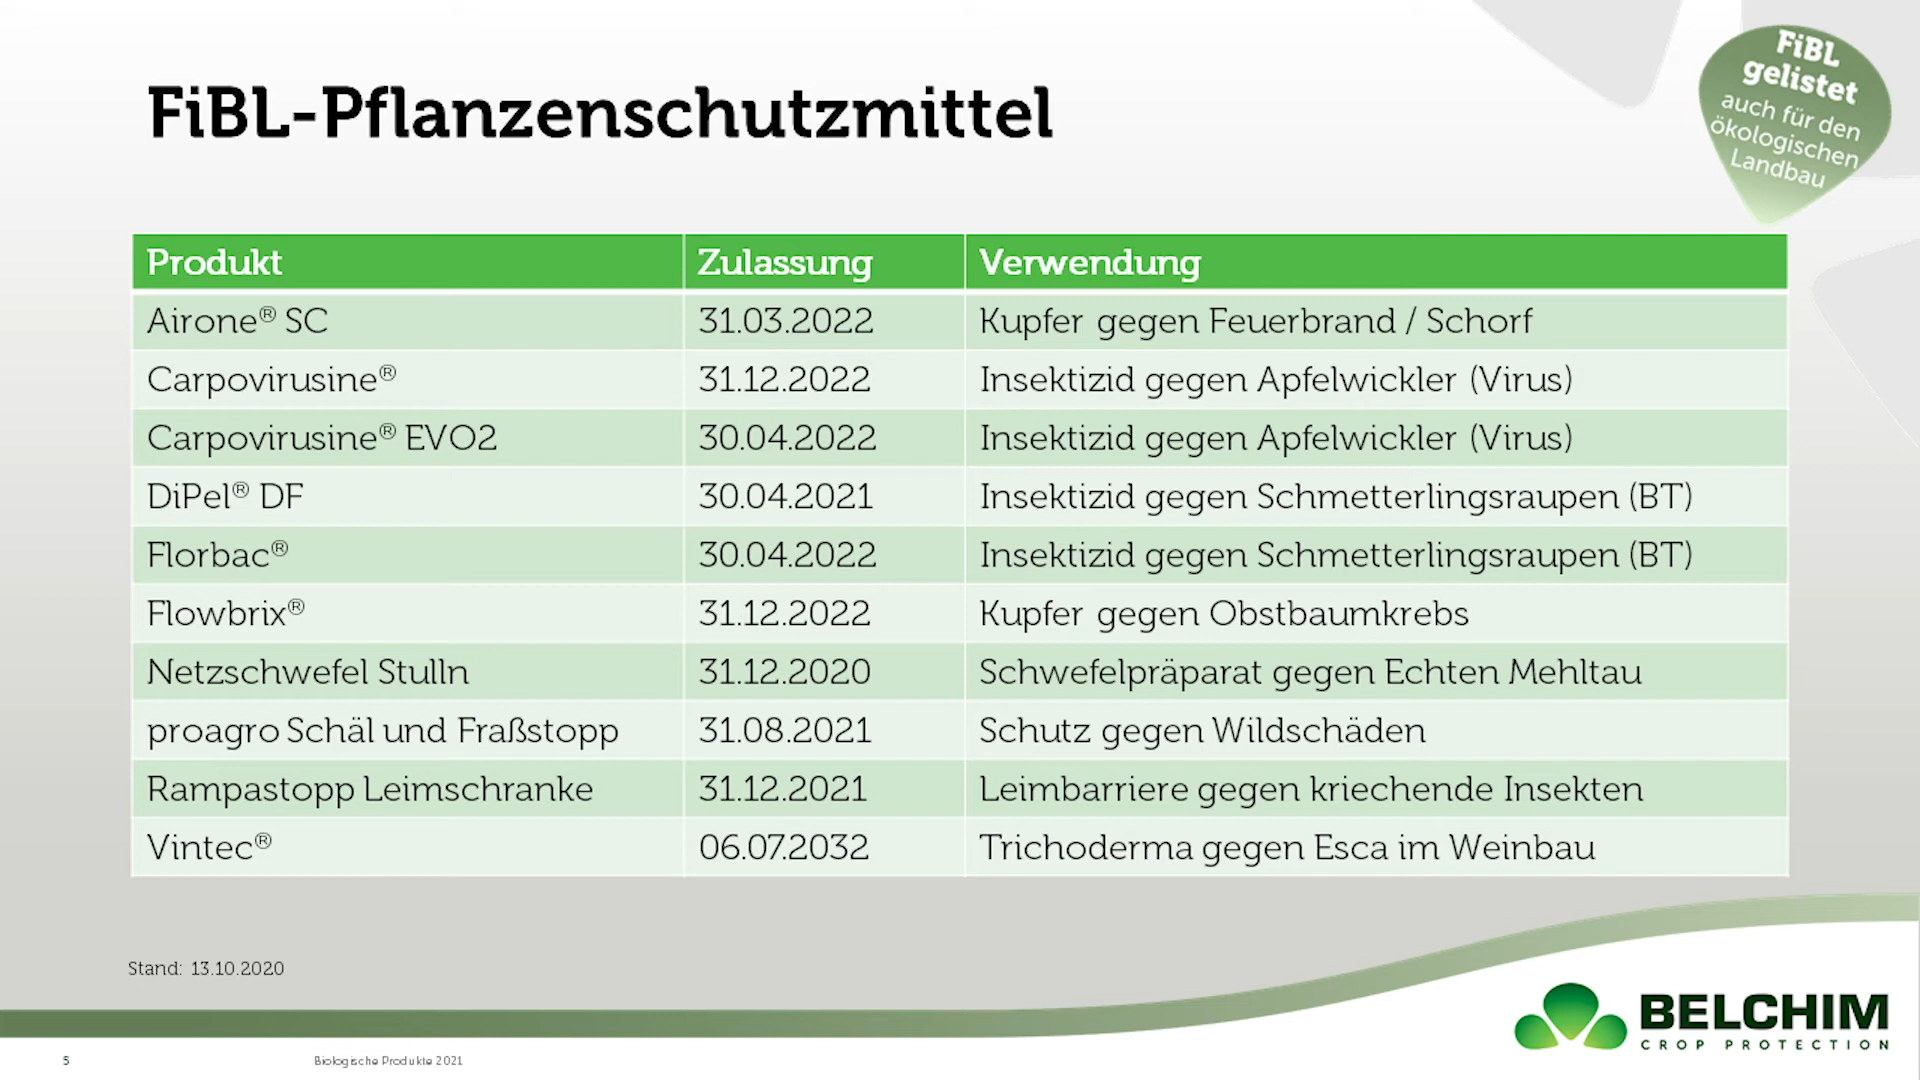 FiBL-Pflanzenschutzmittel
FiBL
gelistet
auch für den
ökologischen
Landbau
Produkt Zulassung Verwendung
Airone® SC 31.03.2022 Kupfer gegen Feuerbrand / Schorf
Carpovirusine® 31.12.2022 Insektizid gegen Apfelwickler (Virus)
Carpovirusine® EVO2 30.04.2022 Insektizid gegen Apfelwickler (Virus)
DiPel® DF 30.04.2021 Insektizid gegen Schmetterlingsraupen (BT)
Florbac® 30.04.2022 Insektizid gegen Schmetterlingsraupen (BT)
Flowbrix® 31.12.2022 Kupfer gegen Obstbaumkrebs
Netzschwefel Stulln 31.12.2020 Schwefelpräparat gegen Echten Mehltau
proagro Schäl und Fraßstopp 31.08.2021 Schutz gegen Wildschäden
Rampastopp Leimschranke 31.12.2021 Leimbarriere gegen kriechende Insekten
Vintec® 06.07.2032 Trichoderma gegen Esca im Weinbau
Stand: 13.10.2020
BELCHIM
CROP PROTECTION
5 Biologische Produkte 2021